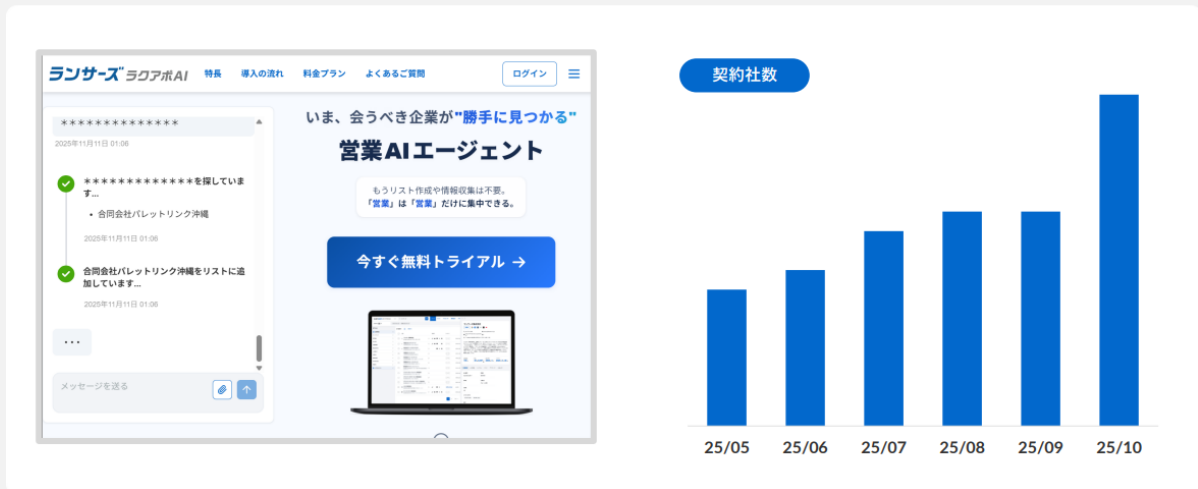 ランサーズ ラクアポAI 特長 導入の流れ 料金プラン よくあるご質問 ログイン
**************
2025年11月11日 01:06
*************を探していま
す...
• 合同会社パレットリンク沖縄
2025年11月11日 01:06
合同会社パレットリンク沖縄をリストに追
加しています...
2025年11月11日 01:06
...
メッセージを送る
いま、会うべき企業が"勝手に見つかる"
営業AIエージェント
もうリスト作成や情報収集は不要。
「営業」は「営業」だけに集中できる。
今すぐ無料トライアル →
契約社数
25/05 25/06 25/07 25/08 25/09 25/10